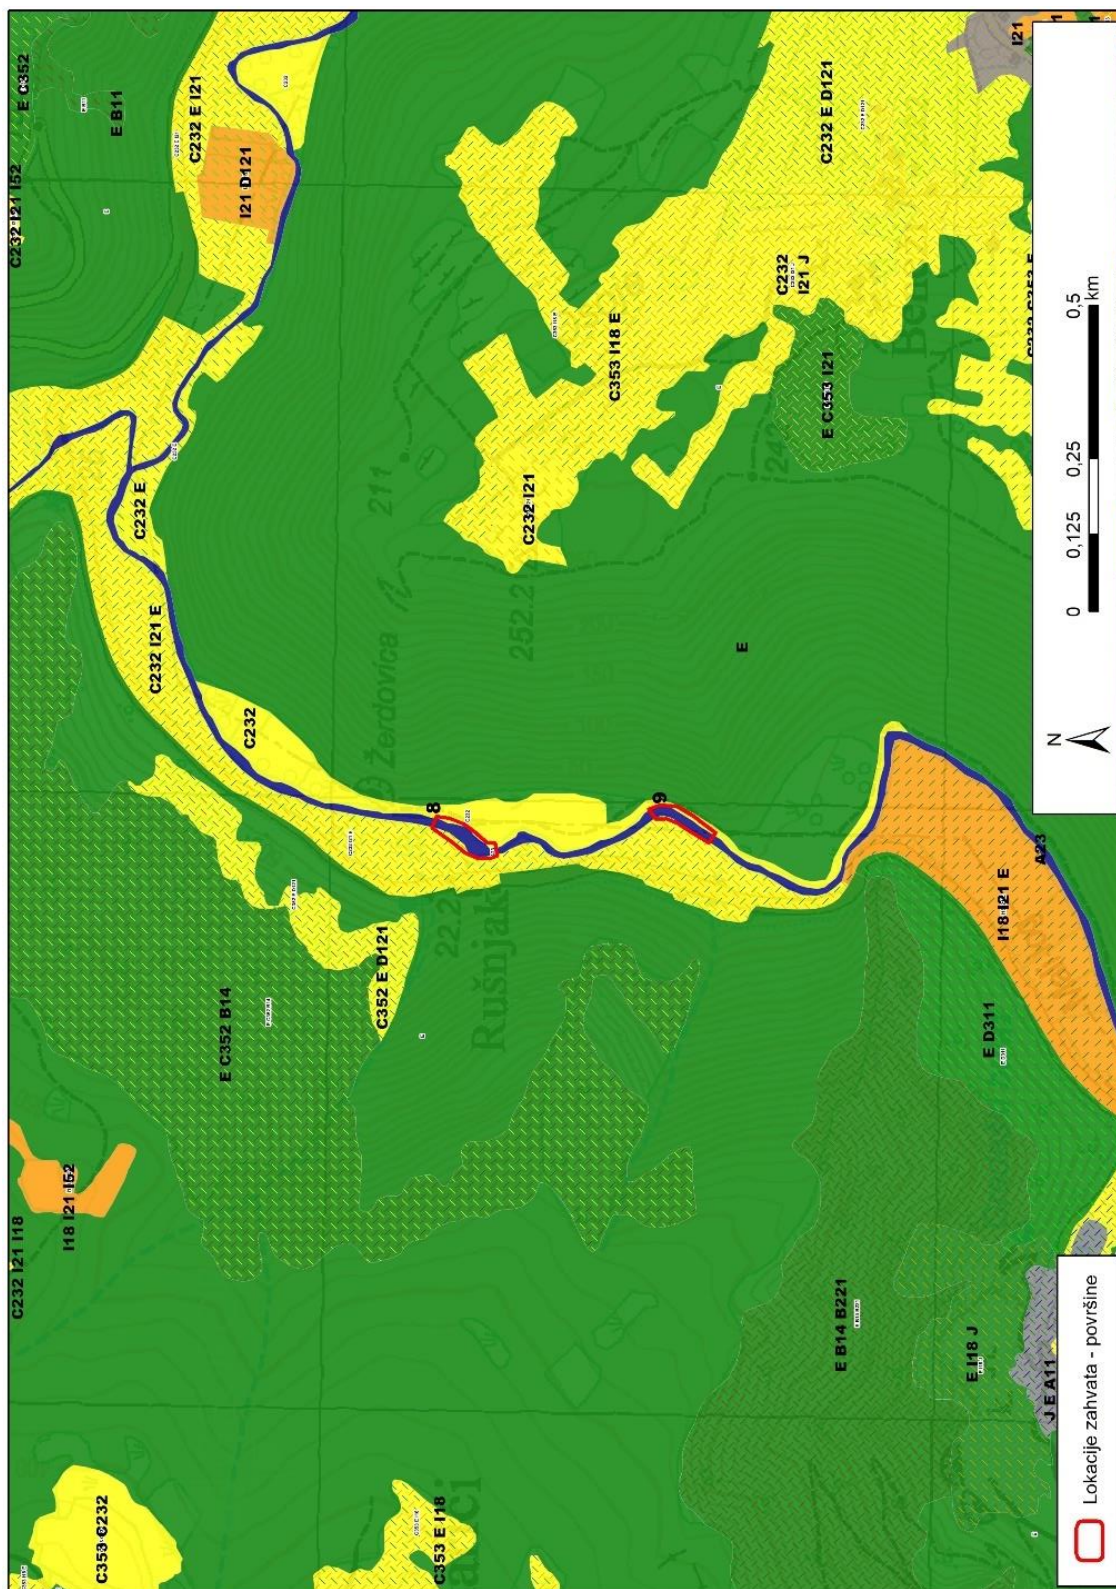 C232 I21 I18
I18 I21 I52
C353 C232
C353 E I18
E C352 B14
C352 E D121
C232 I21 I52
E C352
E B11
C232 E I21
I21 D121
C232 E
C232 I21 E
C232
8
9
Žerdovica
211
252.2
22.2
Rušnjak
C232 I21
C353 I18 E
C232
I21 J
C232 E D121
E C353 I21
I21
E
A23
I18 I21 E
E D311
E B14 B221
E I18 J
J E A11
N
0 0,125 0,25 0,5
km
Lokacije zahvata - površine